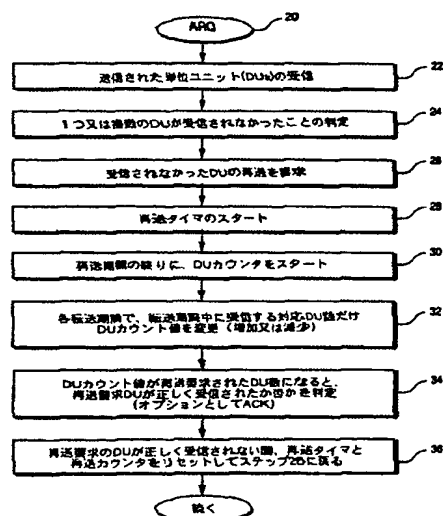 ARQ
20
送信された単位ユニット(DUs)の受信
22
1つ又は複数のDUが受信されなかったことの判定
24
受信されなかったDUの再送を要求
26
再送タイマのスタート
28
再送期間の終りに、DUカウンタをスタート
30
各転送期間で、転送期間中に受信する対応DU数だけ
DUカウント値を変更（増加又は減少）
32
DUカウント値が再送要求されたDU数になると、
再送要求DUが正しく受信されたか否かを判定
(オプションとしてACK)
34
再送要求のDUが正しく受信されない間、再送タイマと
再送カウンタをリセットしてステップ26に戻る
36
続く